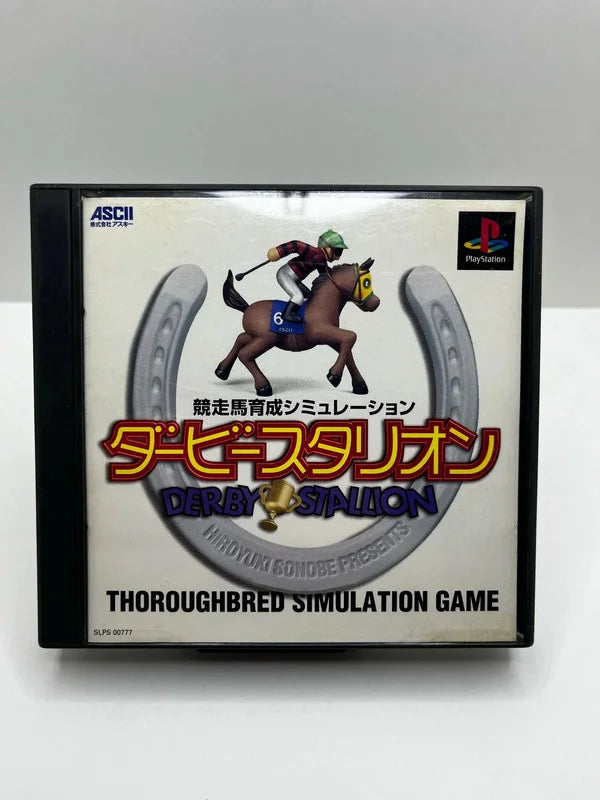 ASCII
株式会社アスキー
PlayStation
6
ASCII
競走馬育成シミュレーション
ダービースタリオン
DERBY STALLION
HIROYUKI SONOBE PRESENTS
THOROUGHBRED SIMULATION GAME
SLPS 00777